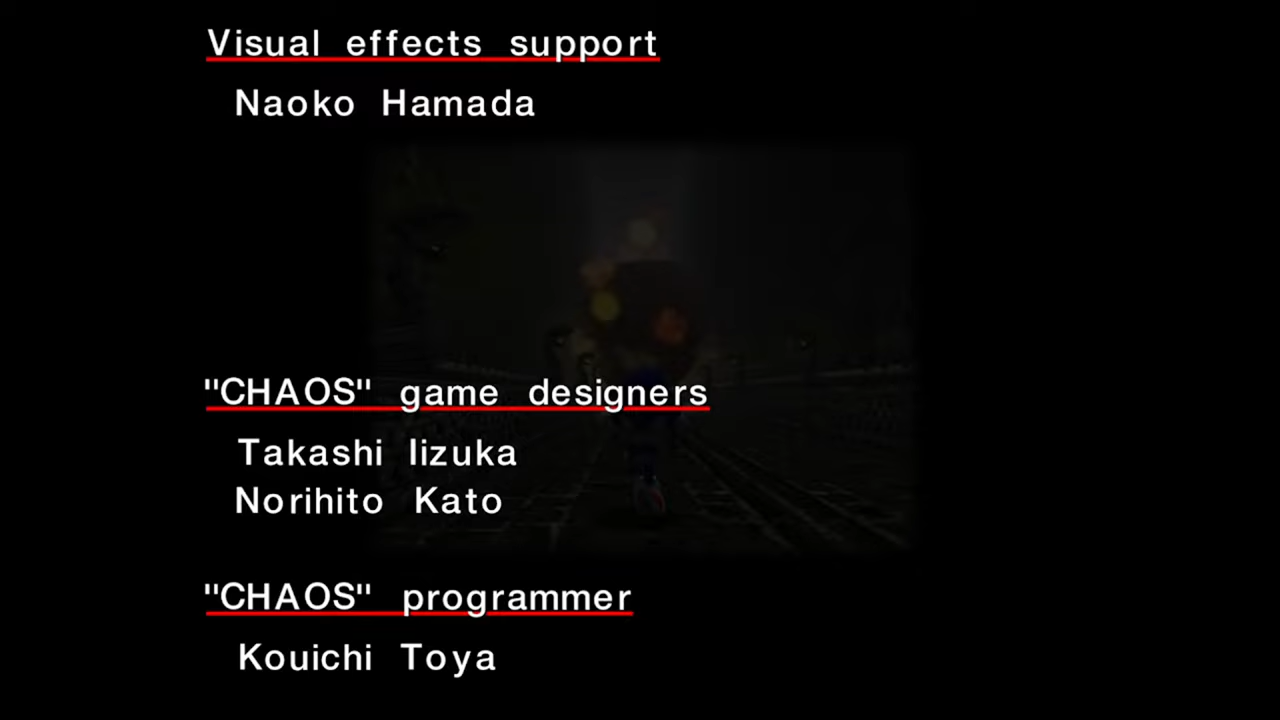 Visual effects support
Naoko Hamada
"CHAOS" game designers
Takashi Iizuka
Norihito Kato
"CHAOS" programmer
Kouichi Toya